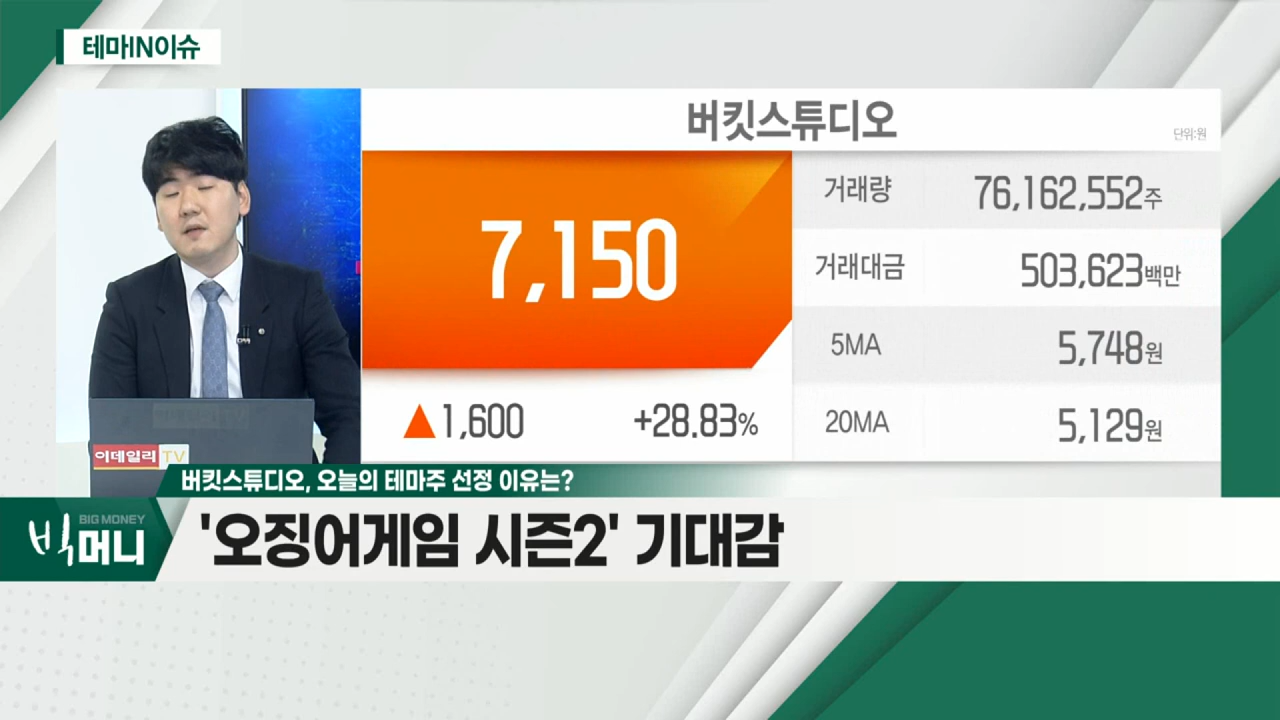 테마IN이슈
버킷스튜디오
단위:원
7,150
▲1,600 +28.83%
거래량 76,162,552주
거래대금 503,623백만
5MA 5,748원
20MA 5,129원
이데일리TV
버킷스튜디오, 오늘의 테마주 선정 이유는?
빅머니 BIG MONEY
'오징어게임 시즌2' 기대감